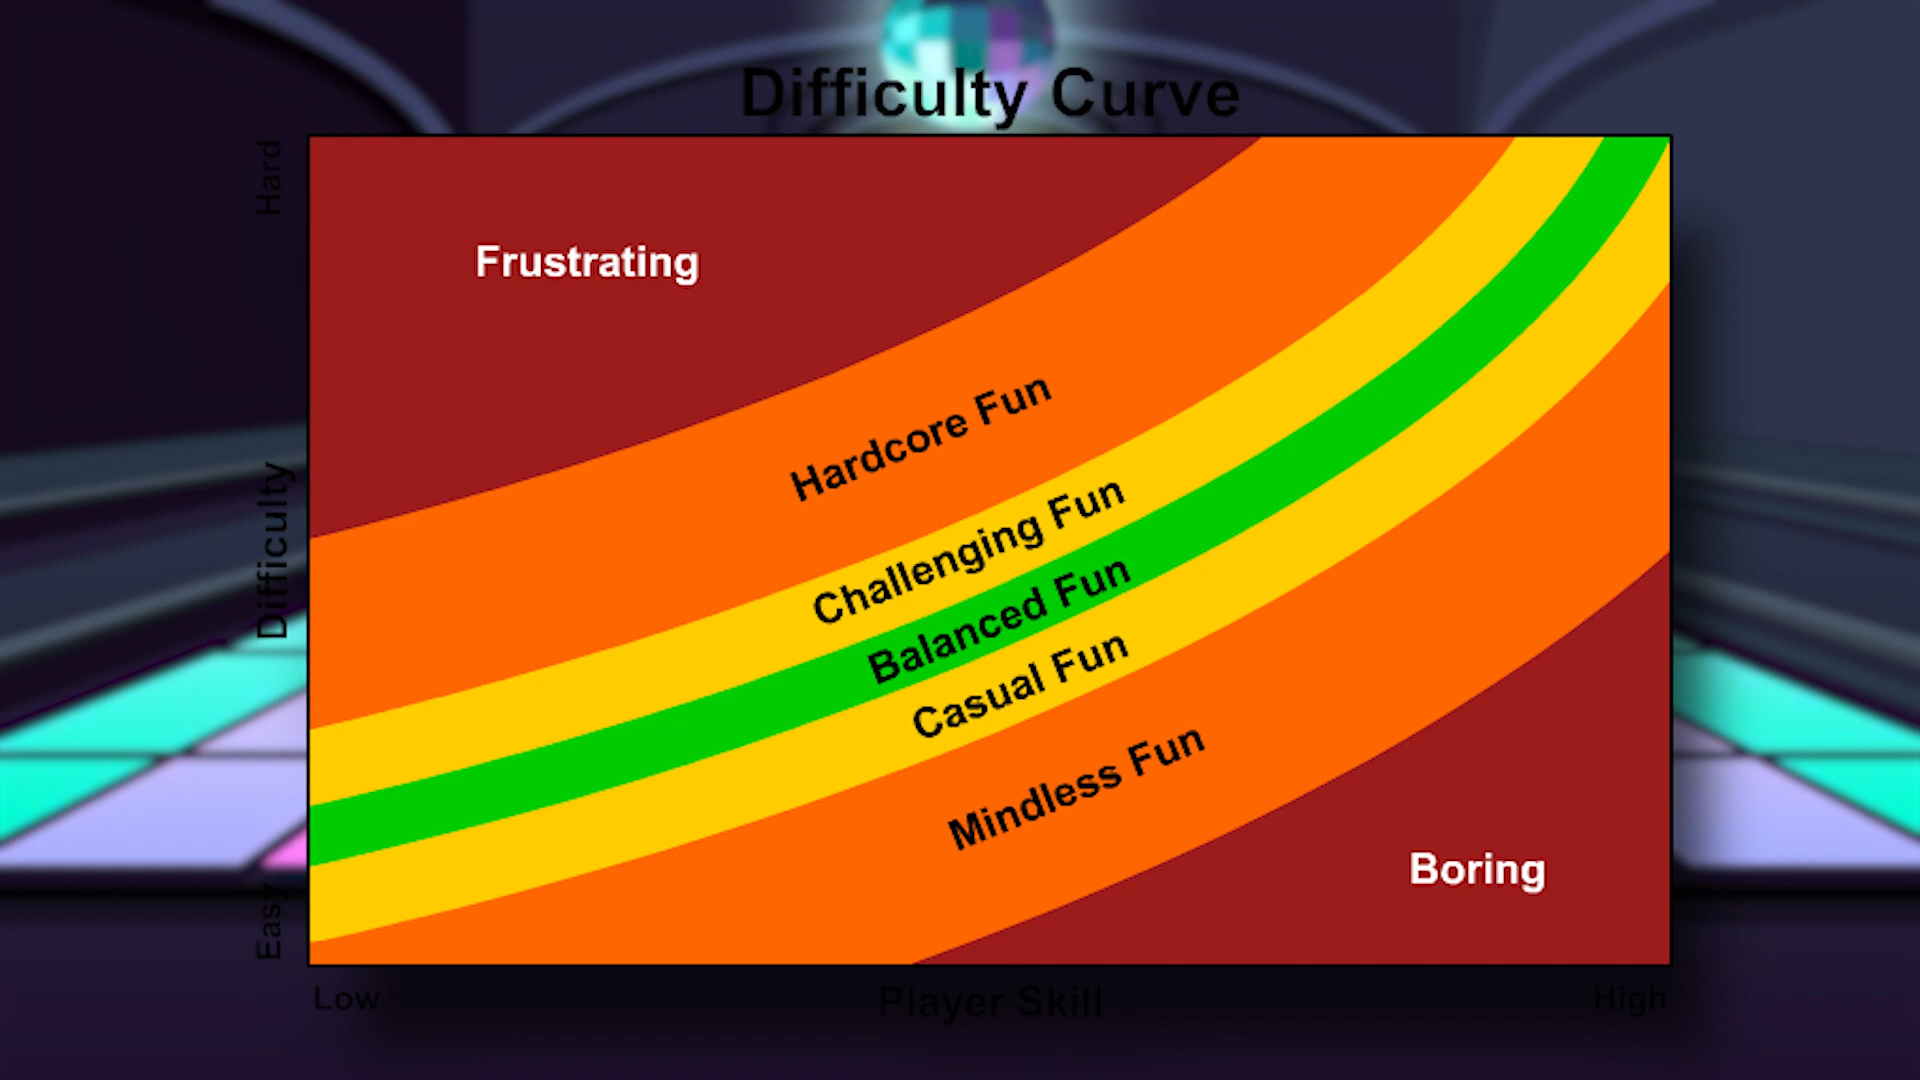 Difficulty Curve
Hard
Frustrating
Hardcore Fun
Difficulty
Challenging Fun
Balanced Fun
Casual Fun
Mindless Fun
Boring
Easy
Low
Player Skill
High